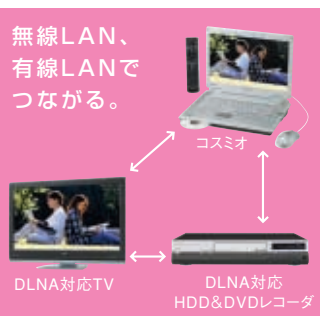 無線LAN、
有線LANで
つながる。
コスミオ
DLNA対応TV
DLNA対応
HDD&DVDレコーダ